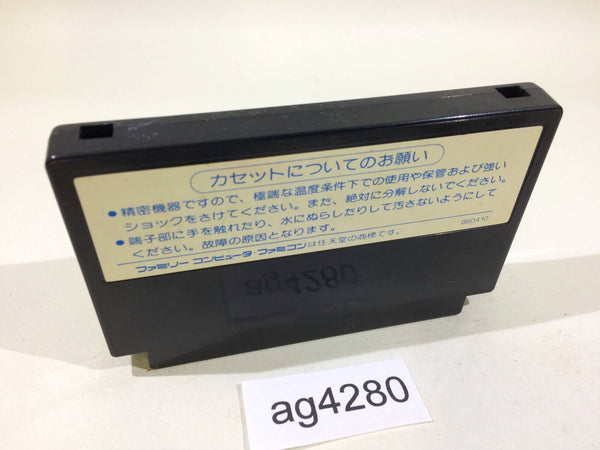 カセットについてのお願い
●精密機器ですので、極端な温度条件下での使用や保管および強い
ショックをさけてください。また、絶対に分解しないでください。
●端子部に手を触れたり、水にぬらしたりして汚さないようにして
ください。故障の原因となります。
860410
ファミリー コンピュータ・ファミコンは任天堂の商標です。
ag4280
ag4280